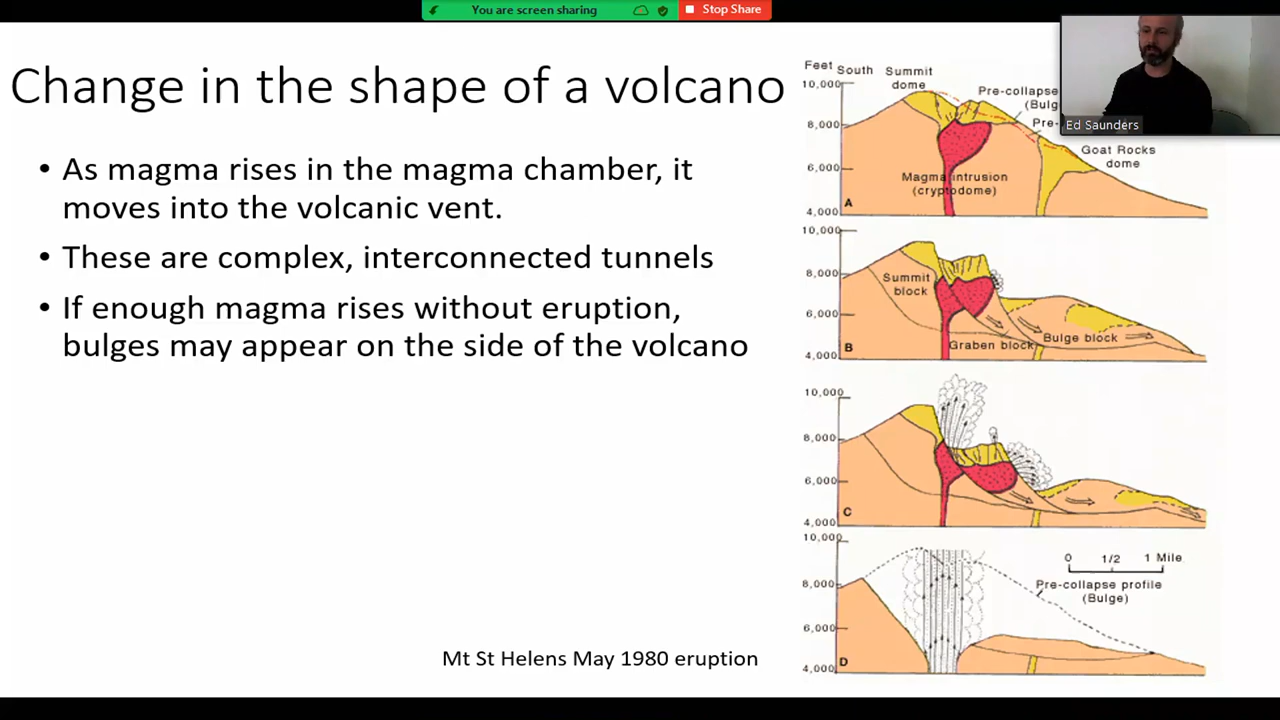 You are screen sharing
Stop Share
Change in the shape of a volcano
• As magma rises in the magma chamber, it
moves into the volcanic vent.
• These are complex, interconnected tunnels
• If enough magma rises without eruption,
bulges may appear on the side of the volcano
Mt St Helens May 1980 eruption
Ed Saunders
Feet South Summit
dome
10,000
Pre-collapse
(Bulg
8,000
Pre-
Goat Rocks
dome
6,000
Magma intrusion
(cryptodome)
A
4,000
10,000
8,000
Summit
block
6,000
Graben block
Bulge block
B
4,000
10,000
8,000
6,000
C
4,000
10,000
0 1/2 1 Mile
8,000
Pre-collapse profile
(Bulge)
6,000
D
4,000